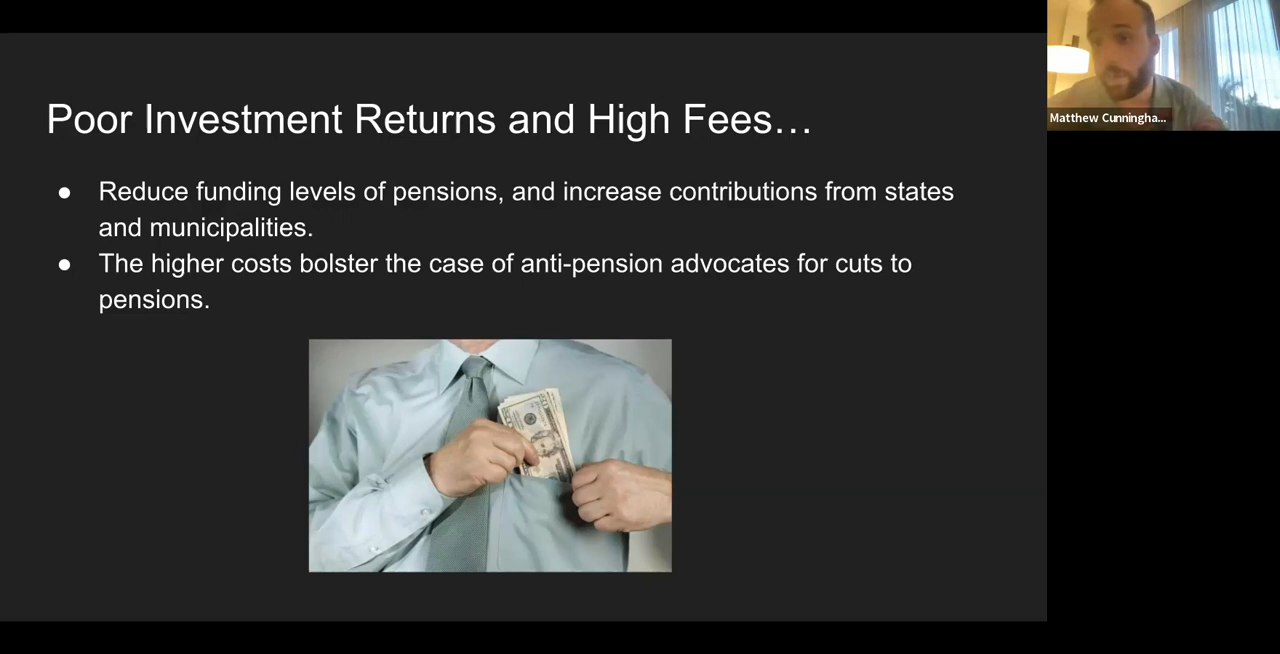 Poor Investment Returns and High Fees…
● Reduce funding levels of pensions, and increase contributions from states
and municipalities.
● The higher costs bolster the case of anti-pension advocates for cuts to
pensions.
Matthew Cunningha...